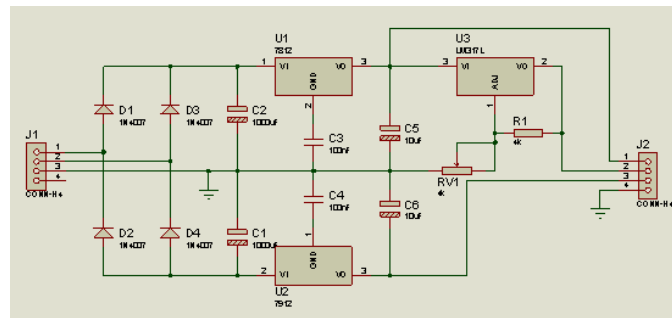 U1
7812
1
VI
VO
3
GND
2
U3
LM317L
3
VI
VO
2
ADJ
1
D1
1N4007
D3
1N4007
C2
1000uf
C3
100nf
C5
10uf
R1
4k
J1
1
2
3
4
CONN-H4
J2
1
2
3
4
CONN-H4
RV1
4k
D2
1N4007
D4
1N4007
C1
1000uf
C4
100nf
C6
10uf
1
GND
2
VI
VO
3
U2
7912